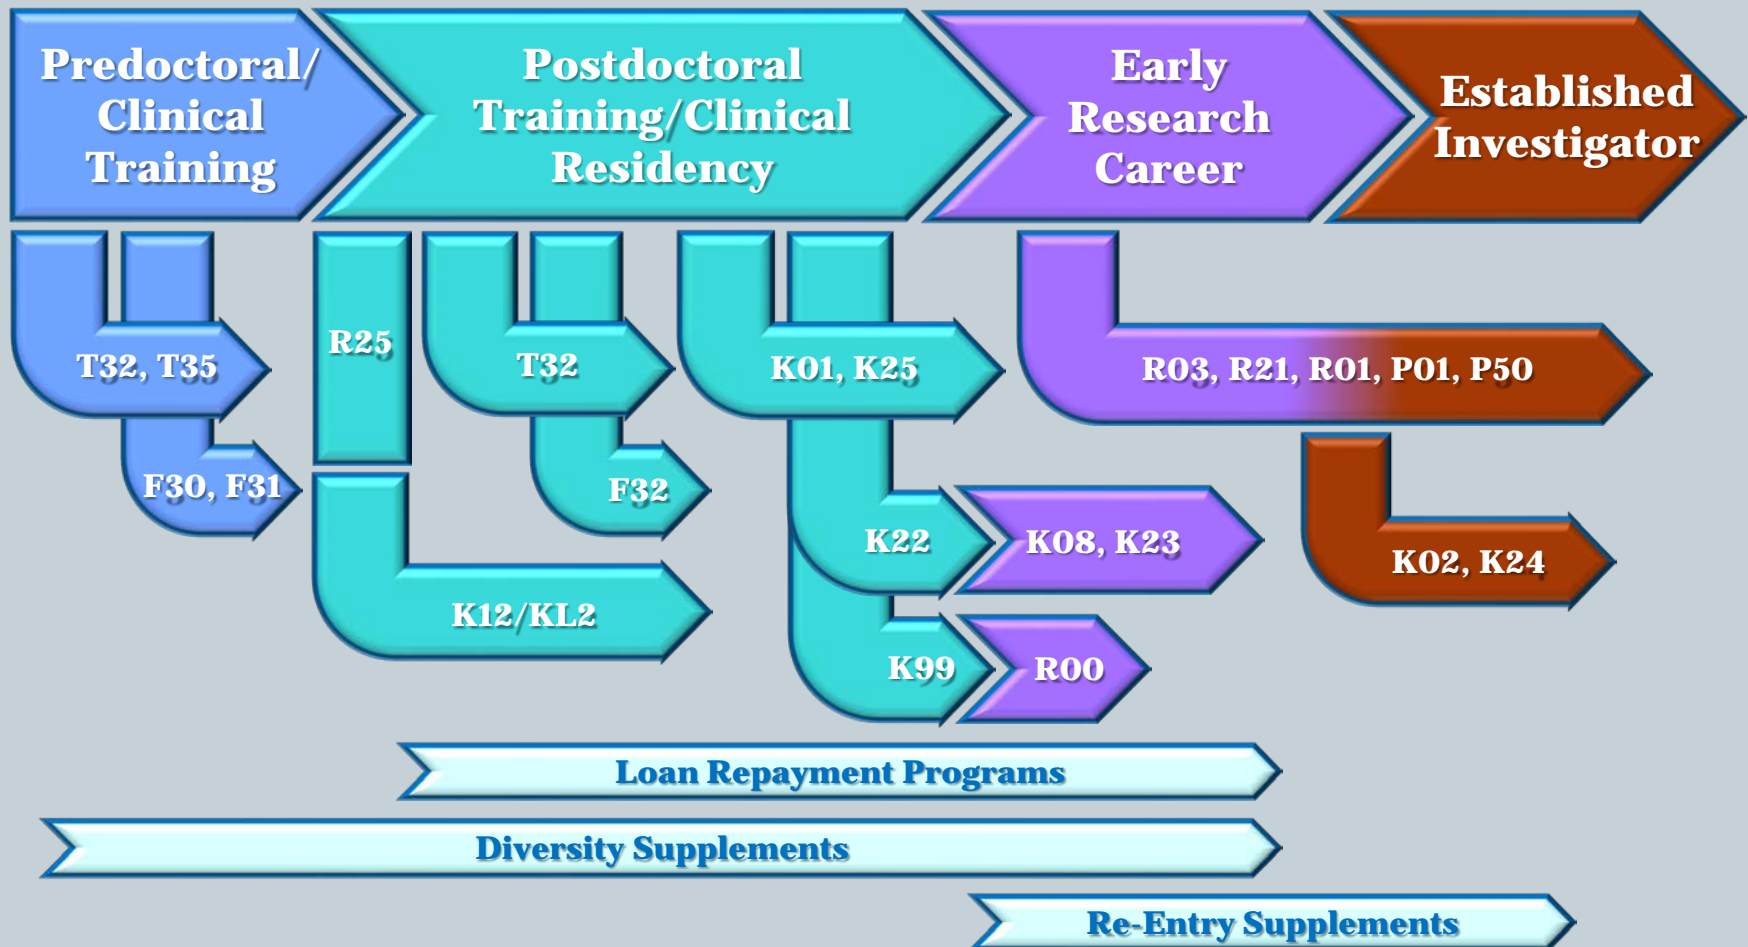 Predoctoral/
Clinical
Training
Postdoctoral
Training/Clinical
Residency
Early
Research
Career
Established
Investigator
T32, T35
F30, F31
R25
T32
F32
K12/KL2
K01, K25
K22
K99
K08, K23
R00
R03, R21, R01, P01, P50
K02, K24
Loan Repayment Programs
Diversity Supplements
Re-Entry Supplements